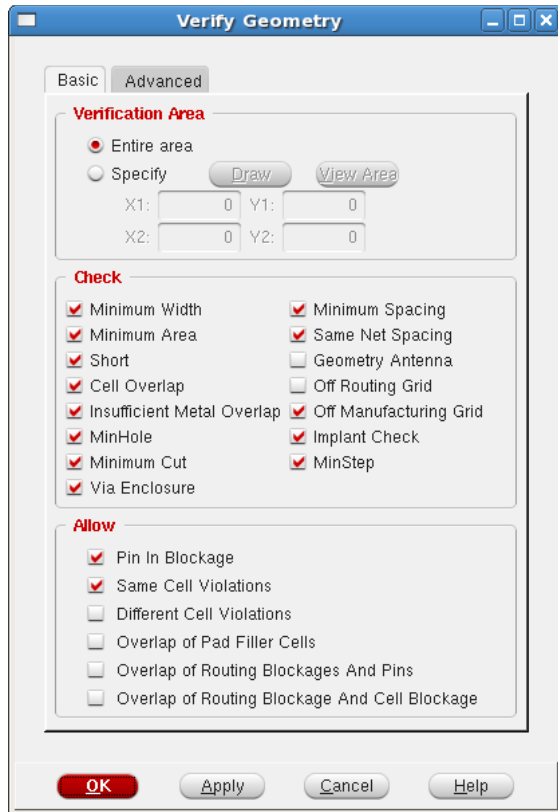 Verify Geometry
Basic Advanced
Verification Area
Entire area
Specify Draw View Area
X1: 0 Y1: 0
X2: 0 Y2: 0
Check
Minimum Width Minimum Spacing
Minimum Area Same Net Spacing
Short Geometry Antenna
Cell Overlap Off Routing Grid
Insufficient Metal Overlap Off Manufacturing Grid
MinHole Implant Check
Minimum Cut MinStep
Via Enclosure
Allow
Pin In Blockage
Same Cell Violations
Different Cell Violations
Overlap of Pad Filler Cells
Overlap of Routing Blockages And Pins
Overlap of Routing Blockage And Cell Blockage
OK Apply Cancel Help